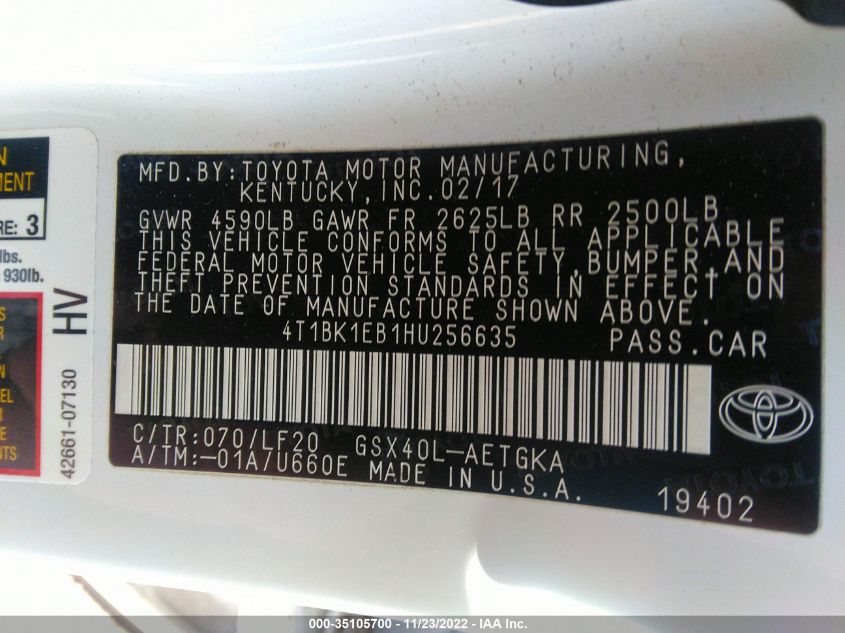 MFD.BY:TOYOTA MOTOR MANUFACTURING,
KENTUCKY,INC.02/17
GVWR 4590LB GAWR FR 2625LB RR 2500LB
THIS VEHICLE CONFORMS TO ALL APPLICABLE
FEDERAL MOTOR VEHICLE SAFETY,BUMPER,AND
THEFT PREVENTION STANDARDS IN EFFECT ON
THE DATE OF MANUFACTURE SHOWN ABOVE.
4T1BK1EB1HU256635 PASS.CAR
C/TR:070/LF20 GSX40L-AETGKA
A/TM:-01A/U660E MADE IN U.S.A.
19402
RE: 3
lbs.
930lb.
HV
42661-07130
000-35105700 - 11/23/2022 - IAA Inc.